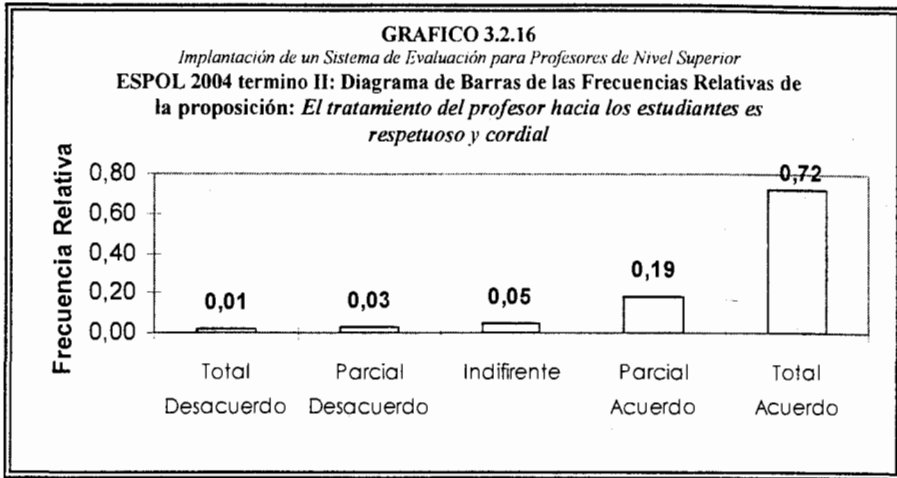 GRAFICO 3.2.16
Implantación de un Sistema de Evaluación para Profesores de Nivel Superior
ESPOL 2004 termino II: Diagrama de Barras de las Frecuencias Relativas de
la proposición: El tratamiento del profesor hacia los estudiantes es
respetuoso y cordial
Frecuencia Relativa
0,80
0,60
0,40
0,20
0,00
0,01
0,03
0,05
0,19
0,72
Total Desacuerdo
Parcial Desacuerdo
Indifirente
Parcial Acuerdo
Total Acuerdo